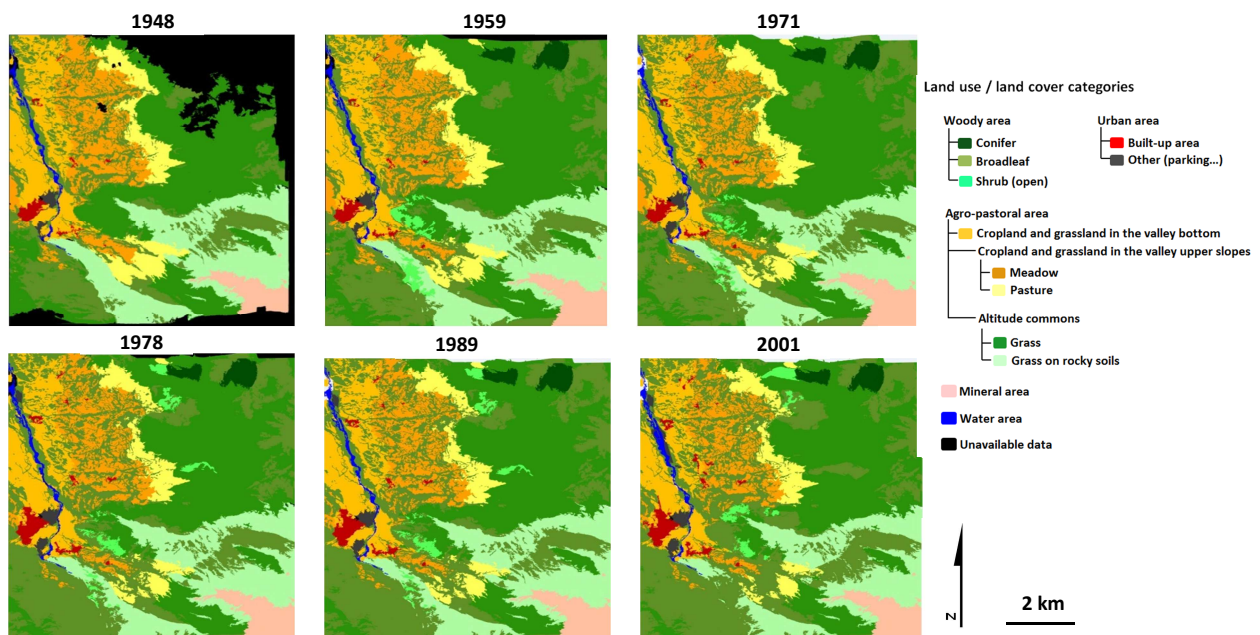 1948
1959
1971
Land use / land cover categories
Woody area
Urban area
Conifer
Built-up area
Broadleaf
Other (parking...)
Shrub (open)
Agro-pastoral area
Cropland and grassland in the valley bottom
Cropland and grassland in the valley upper slopes
Meadow
Pasture
Altitude commons
Grass
Grass on rocky soils
1978
1989
2001
Mineral area
Water area
Unavailable data
N
2 km